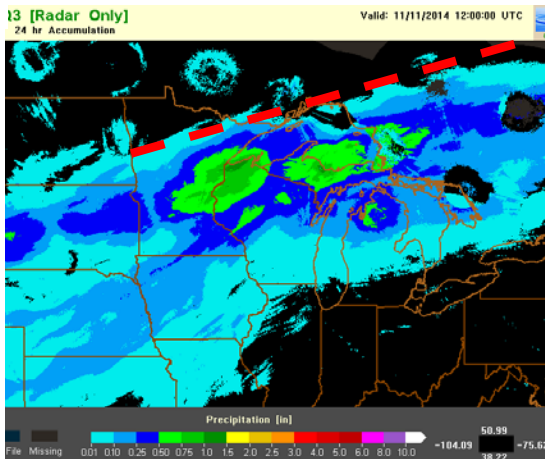 Q3 [Radar Only] Valid: 11/11/2014 12:00:00 UTC
24 hr Accumulation
Precipitation [in]
File Missing 0.01 0.10 0.25 0.50 0.75 1.0 1.5 2.0 2.5 3.0 4.0 5.0 6.0 8.0 10.0
50.99
-104.09 -75.63
38.22